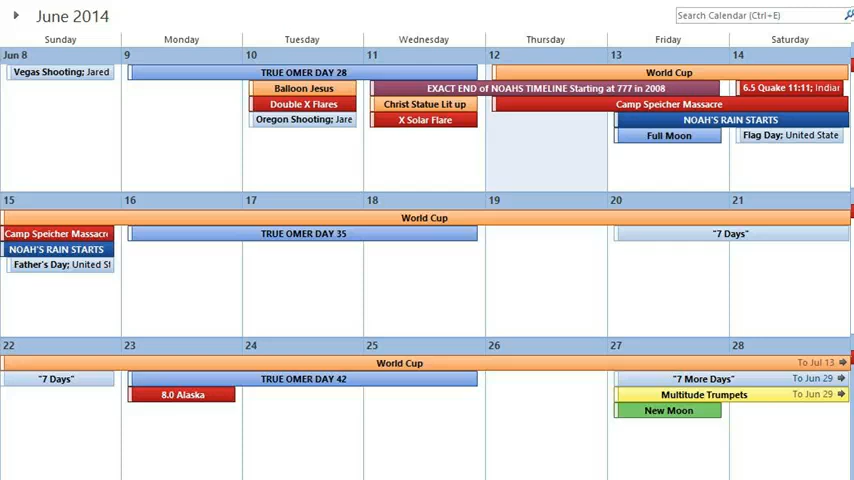 June 2014
Search Calendar (Ctrl+E)
Sunday Monday Tuesday Wednesday Thursday Friday Saturday
Jun 8 9 10 11 12 13 14
Vegas Shooting; Jared TRUE OMER DAY 28 World Cup
Balloon Jesus EXACT END of NOAHS TIMELINE Starting at 777 in 2008 6.5 Quake 11:11; Indian
Double X Flares Christ Statue Lit up Camp Speicher Massacre
Oregon Shooting; Jare X Solar Flare NOAH'S RAIN STARTS
Full Moon Flag Day; United State
15 16 17 18 19 20 21
World Cup
Camp Speicher Massacre TRUE OMER DAY 35 "7 Days"
NOAH'S RAIN STARTS
Father's Day; United St
22 23 24 25 26 27 28
World Cup To Jul 13
"7 Days" TRUE OMER DAY 42 "7 More Days" To Jun 29
8.0 Alaska Multitude Trumpets To Jun 29
New Moon